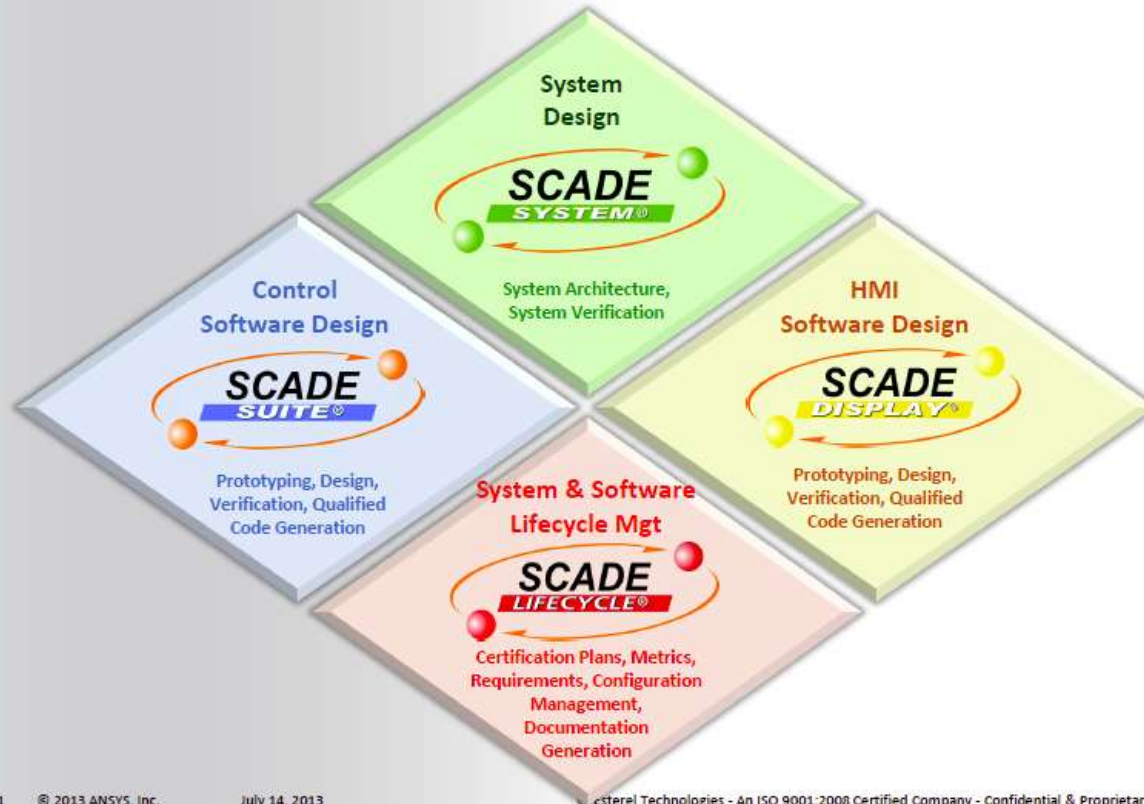 System
Design
SCADE
SYSTEM®
System Architecture,
System Verification
Control
Software Design
SCADE
SUITE®
Prototyping, Design,
Verification, Qualified
Code Generation
HMI
Software Design
SCADE
DISPLAY®
Prototyping, Design,
Verification, Qualified
Code Generation
System & Software
Lifecycle Mgt
SCADE
LIFECYCLE®
Certification Plans, Metrics,
Requirements, Configuration
Management,
Documentation
Generation
1 © 2013 ANSYS, Inc. July 14, 2013
Technologies - An ISO 9001:2008 Certified Company - Confidential &